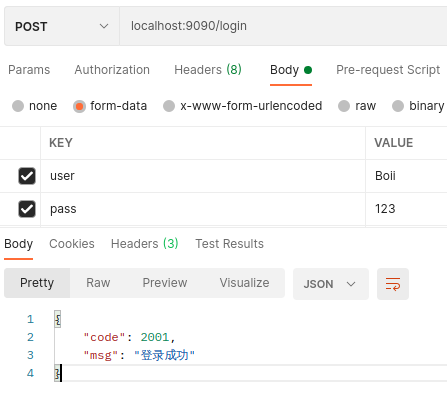 POST localhost:9090/login
Params Authorization Headers (8) Body Pre-request Script
none form-data x-www-form-urlencoded raw binary
KEY VALUE
user Boii
pass 123
Body Cookies Headers (3) Test Results
Pretty Raw Preview Visualize JSON
1 {
2 "code": 2001,
3 "msg": "登录成功"
4 }